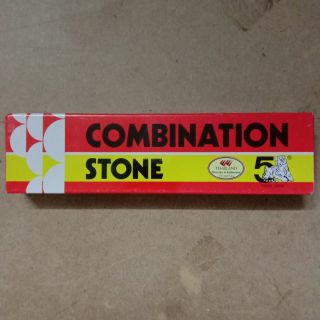 COMBINATION
STONE
THAILAND
5